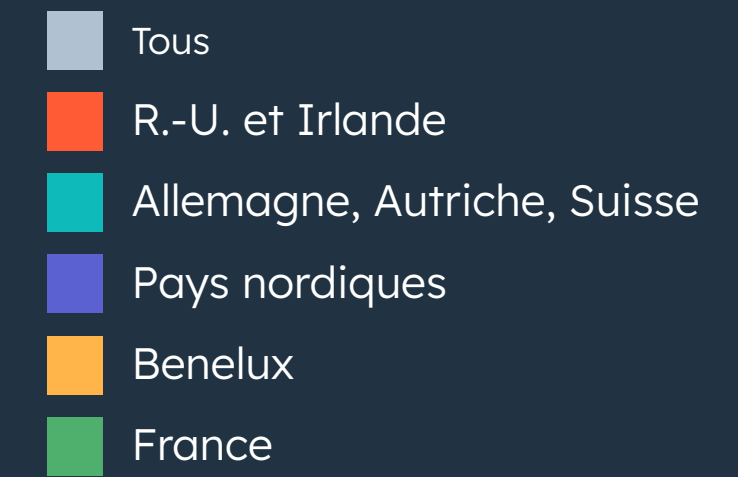 Tous
R.-U. et Irlande
Allemagne, Autriche, Suisse
Pays nordiques
Benelux
France